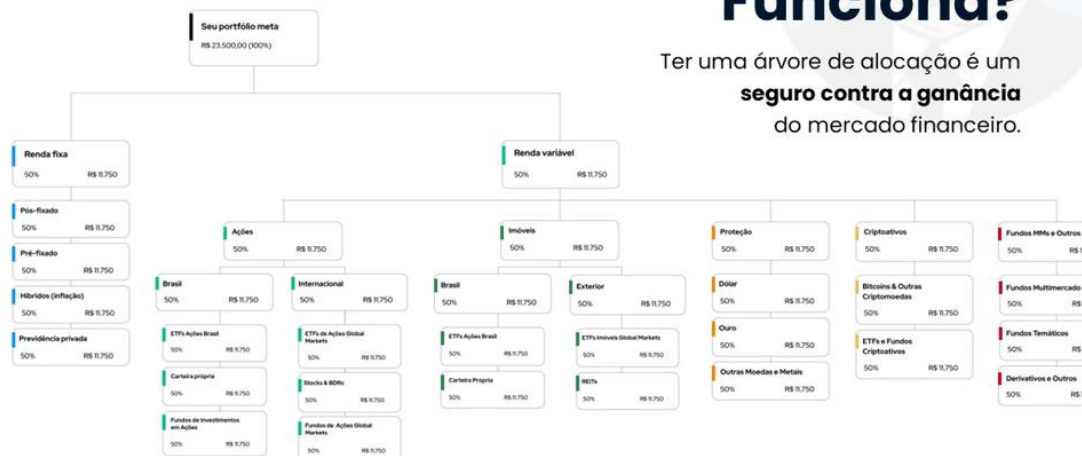 Funciona?
Ter uma árvore de alocação é um
seguro contra a ganância
do mercado financeiro.
Seu portfólio meta
R$ 23.500,00 (100%)
Renda fixa
50% R$ 11.750
Pós-fixado
50% R$ 11.750
Pré-fixado
50% R$ 11.750
Híbridos (inflação)
50% R$ 11.750
Previdência privada
50% R$ 11.750
Renda variável
50% R$ 11.750
Ações
50% R$ 11.750
Brasil
50% R$ 11.750
ETFs Ações Brasil
50% R$ 11.750
Carteira própria
50% R$ 11.750
Fundos de Investimentos
em Ações
50% R$ 11.750
Internacional
50% R$ 11.750
ETFs de Ações Global
Markets
50% R$ 11.750
Stocks & BDRs
50% R$ 11.750
Fundos de Ações Global
Markets
50% R$ 11.750
Imóveis
50% R$ 11.750
Brasil
50% R$ 11.750
ETFs Ações Brasil
50% R$ 11.750
Carteira Própria
50% R$ 11.750
Exterior
50% R$ 11.750
ETFs Imóveis Global Markets
50% R$ 11.750
REITs
50% R$ 11.750
Proteção
50% R$ 11.750
Dólar
50% R$ 11.750
Ouro
50% R$ 11.750
Outras Moedas e Metais
50% R$ 11.750
Criptoativos
50% R$ 11.750
Bitcoins & Outras
Criptomoedas
50% R$ 11.750
ETFs e Fundos
Criptoativos
50% R$ 11.750
Fundos MMs e Outros
50%
Fundos Multimercado
50%
Fundos Temáticos
50%
Derivativos e Outros
50%